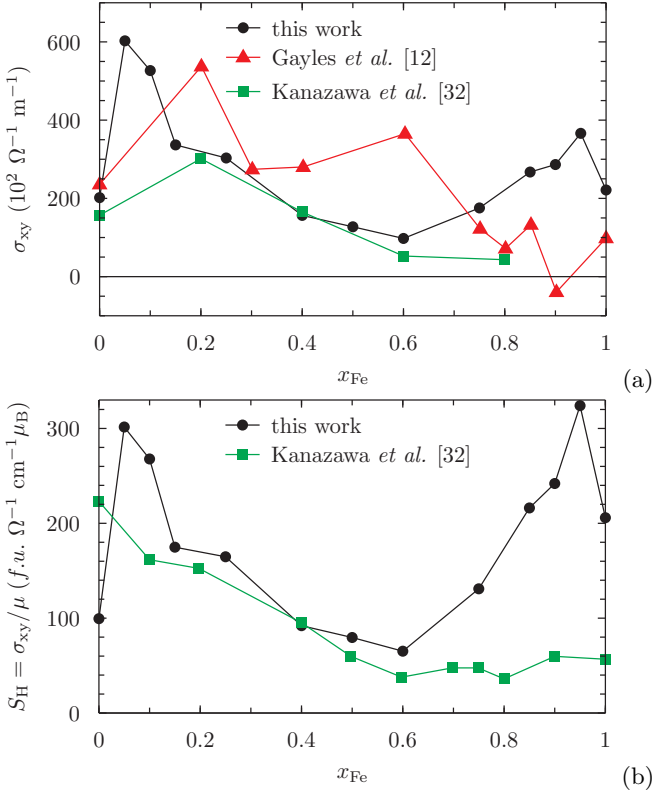 this work
Gayles et al. [12]
Kanazawa et al. [32]
600
400
200
0
σxy (10² Ω⁻¹ m⁻¹)
0 0.2 0.4 0.6 0.8 1
xFe
(a)
this work
Kanazawa et al. [32]
300
200
100
0
SH = σxy/μ (f.u. Ω⁻¹ cm⁻¹μB)
0 0.2 0.4 0.6 0.8 1
xFe
(b)